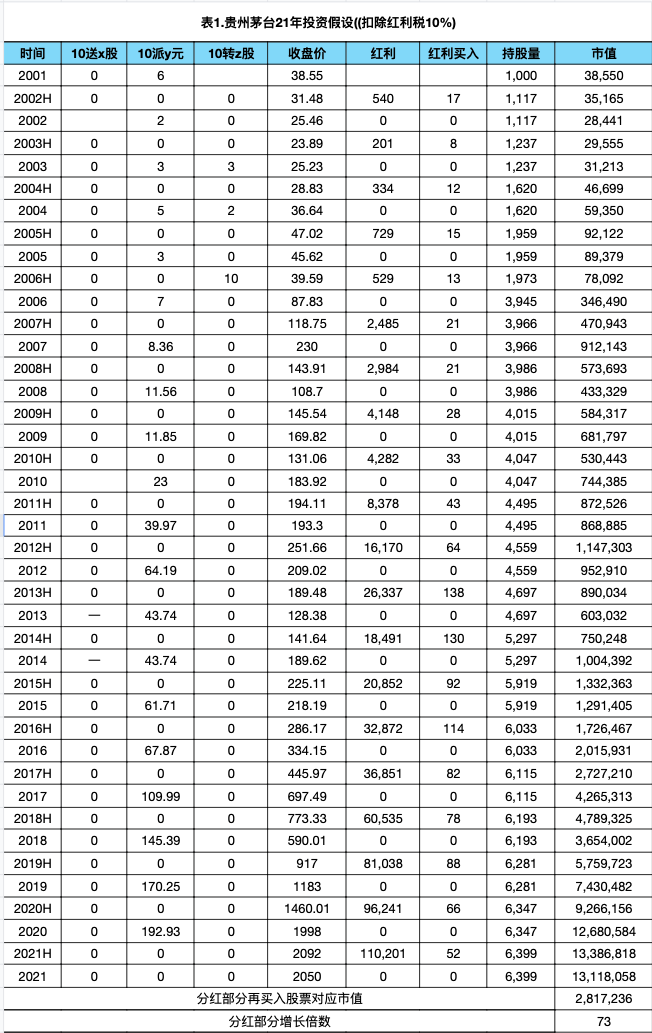 表1.贵州茅台21年投资假设((扣除红利税10%)
时间 10送x股 10派y元 10转z股 收盘价 红利 红利买入 持股量 市值
2001 0 6 38.55 1,000 38,550
2002H 0 0 0 31.48 540 17 1,117 35,165
2002 2 0 25.46 0 0 1,117 28,441
2003H 0 0 0 23.89 201 8 1,237 29,555
2003 0 3 3 25.23 0 0 1,237 31,213
2004H 0 0 0 28.83 334 12 1,620 46,699
2004 0 5 2 36.64 0 0 1,620 59,350
2005H 0 0 0 47.02 729 15 1,959 92,122
2005 0 3 0 45.62 0 0 1,959 89,379
2006H 0 0 10 39.59 529 13 1,973 78,092
2006 0 7 0 87.83 0 0 3,945 346,490
2007H 0 0 0 118.75 2,485 21 3,966 470,943
2007 0 8.36 0 230 0 0 3,966 912,143
2008H 0 0 0 143.91 2,984 21 3,986 573,693
2008 0 11.56 0 108.7 0 0 3,986 433,329
2009H 0 0 0 145.54 4,148 28 4,015 584,317
2009 0 11.85 0 169.82 0 0 4,015 681,797
2010H 0 0 0 131.06 4,282 33 4,047 530,443
2010 23 0 183.92 0 0 4,047 744,385
2011H 0 0 0 194.11 8,378 43 4,495 872,526
2011 0 39.97 0 193.3 0 0 4,495 868,885
2012H 0 0 0 251.66 16,170 64 4,559 1,147,303
2012 0 64.19 0 209.02 0 0 4,559 952,910
2013H 0 0 0 189.48 26,337 138 4,697 890,034
2013 — 43.74 0 128.38 0 0 4,697 603,032
2014H 0 0 0 141.64 18,491 130 5,297 750,248
2014 — 43.74 0 189.62 0 0 5,297 1,004,392
2015H 0 0 0 225.11 20,852 92 5,919 1,332,363
2015 0 61.71 0 218.19 0 0 5,919 1,291,405
2016H 0 0 0 286.17 32,872 114 6,033 1,726,467
2016 0 67.87 0 334.15 0 0 6,033 2,015,931
2017H 0 0 0 445.97 36,851 82 6,115 2,727,210
2017 0 109.99 0 697.49 0 0 6,115 4,265,313
2018H 0 0 0 773.33 60,535 78 6,193 4,789,325
2018 0 145.39 0 590.01 0 0 6,193 3,654,002
2019H 0 0 0 917 81,038 88 6,281 5,759,723
2019 0 170.25 0 1183 0 0 6,281 7,430,482
2020H 0 0 0 1460.01 96,241 66 6,347 9,266,156
2020 0 192.93 0 1998 0 0 6,347 12,680,584
2021H 0 0 0 2092 110,201 52 6,399 13,386,818
2021 0 0 0 2050 0 0 6,399 13,118,058
分红部分再买入股票对应市值 2,817,236
分红部分增长倍数 73